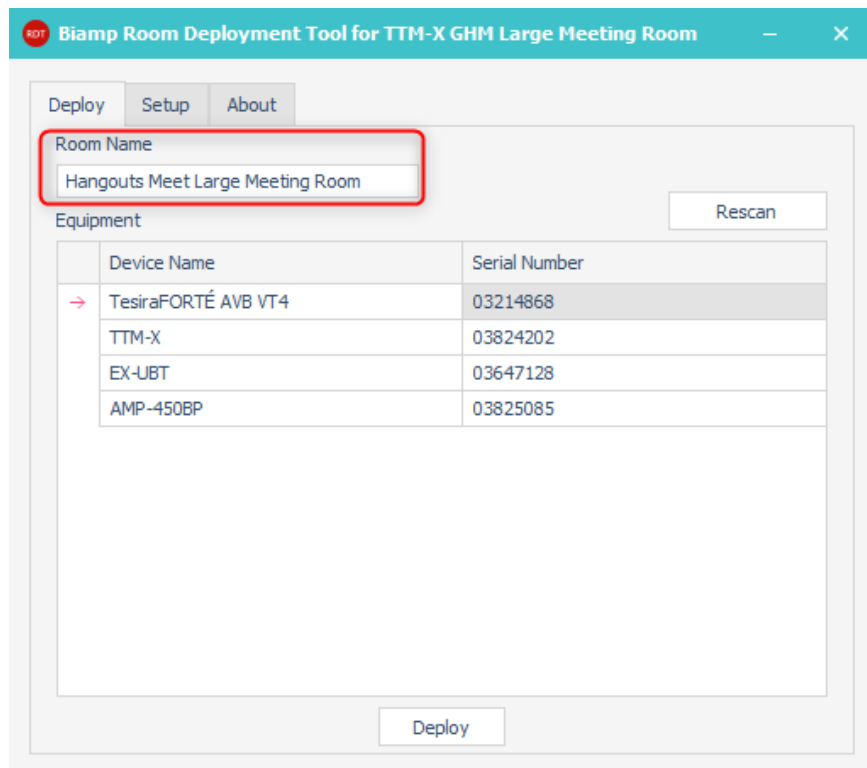 RDT Biamp Room Deployment Tool for TTM-X GHM Large Meeting Room
Deploy Setup About
Room Name
Hangouts Meet Large Meeting Room
Equipment
Rescan
Device Name Serial Number
TesiraFORTÉ AVB VT4 03214868
TTM-X 03824202
EX-UBT 03647128
AMP-450BP 03825085
Deploy